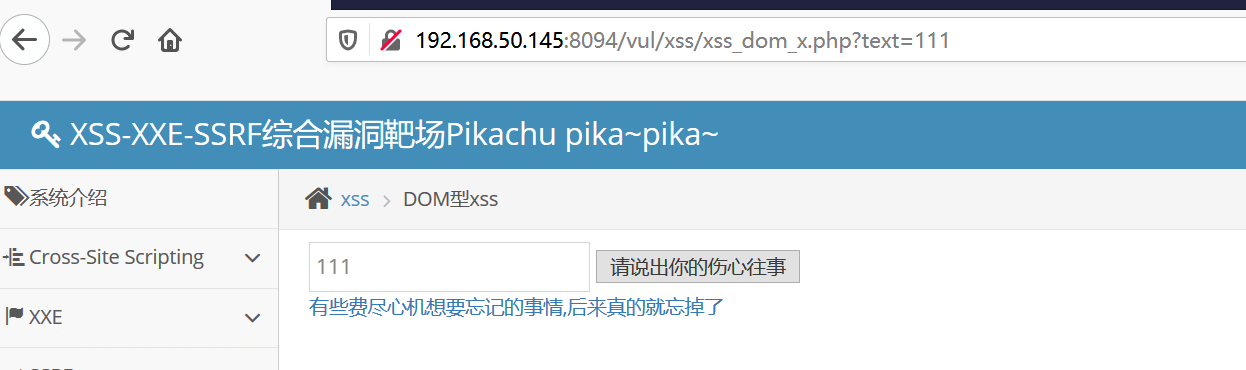 192.168.50.145:8094/vul/xss/xss_dom_x.php?text=111
XSS-XXE-SSRF综合漏洞靶场Pikachu pika~pika~
系统介绍
xss > DOM型xss
Cross-Site Scripting
111 请说出你的伤心往事
有些费尽心机想要忘记的事情,后来真的就忘掉了
XXE